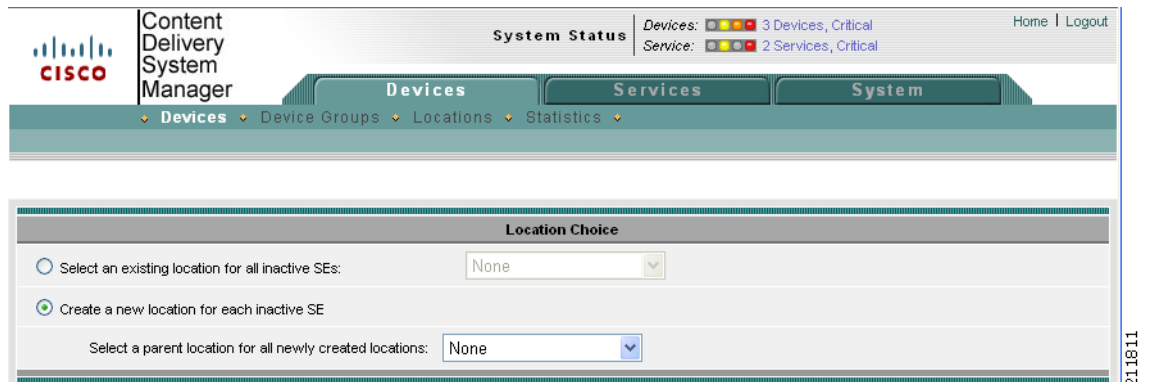 CISCO
Content
Delivery
System
Manager
System Status
Devices: 3 Devices, Critical
Service: 2 Services, Critical
Home | Logout
Devices Services System
Devices Device Groups Locations Statistics
Location Choice
Select an existing location for all inactive SEs: None
Create a new location for each inactive SE
Select a parent location for all newly created locations: None
211811